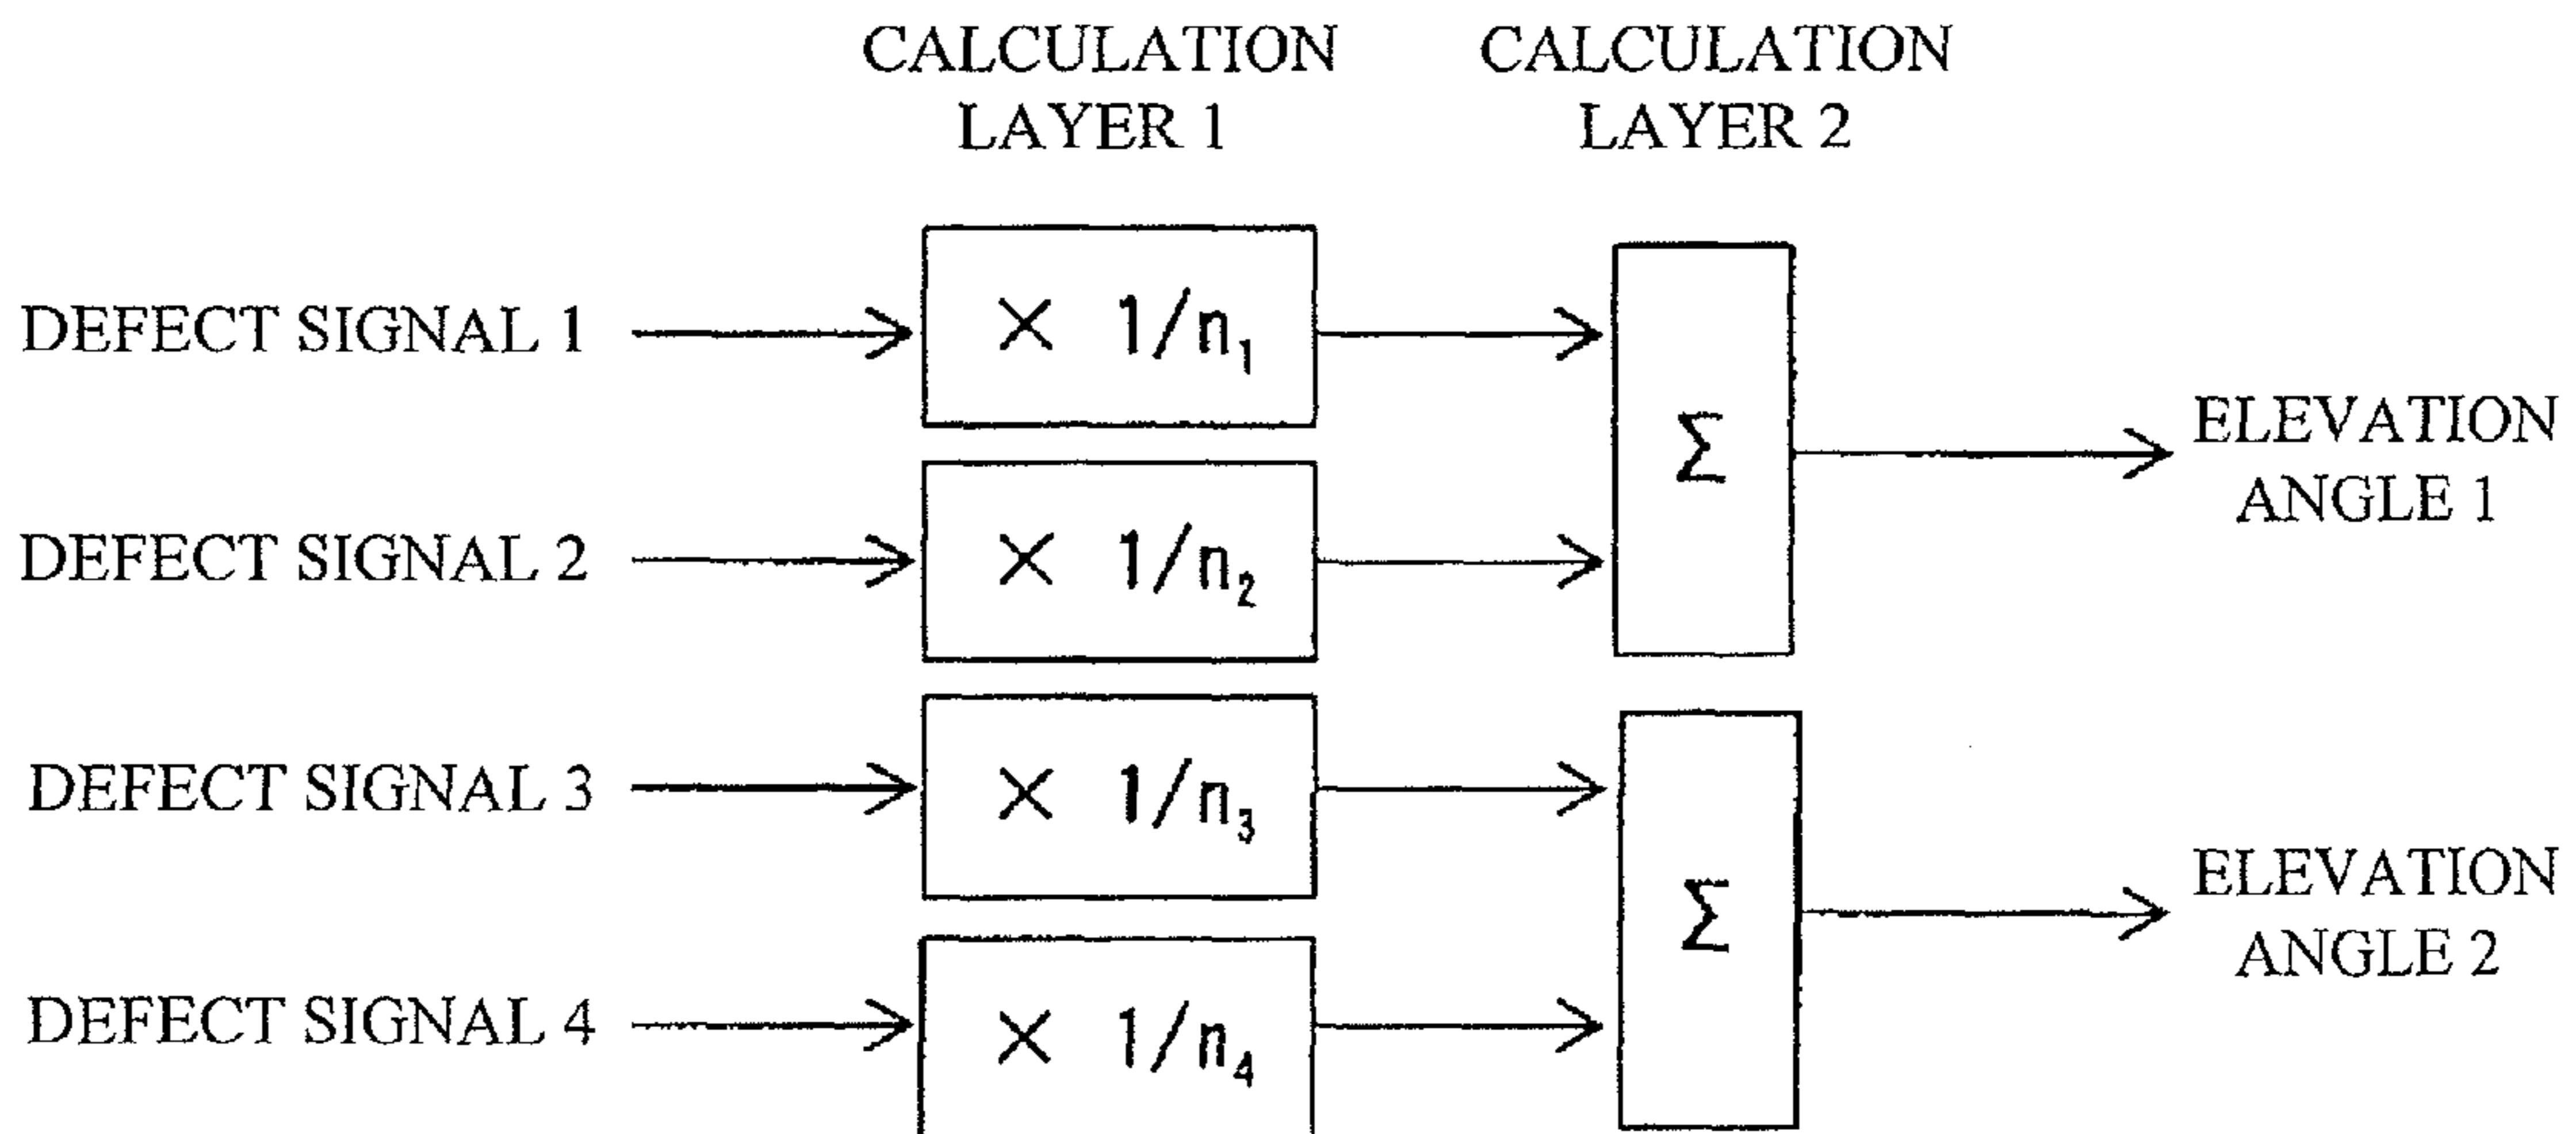 CALCULATION LAYER 1
CALCULATION LAYER 2
DEFECT SIGNAL 1
× 1/n₁
DEFECT SIGNAL 2
× 1/n₂
Σ
ELEVATION
ANGLE 1
DEFECT SIGNAL 3
× 1/n₃
DEFECT SIGNAL 4
× 1/n₄
Σ
ELEVATION
ANGLE 2